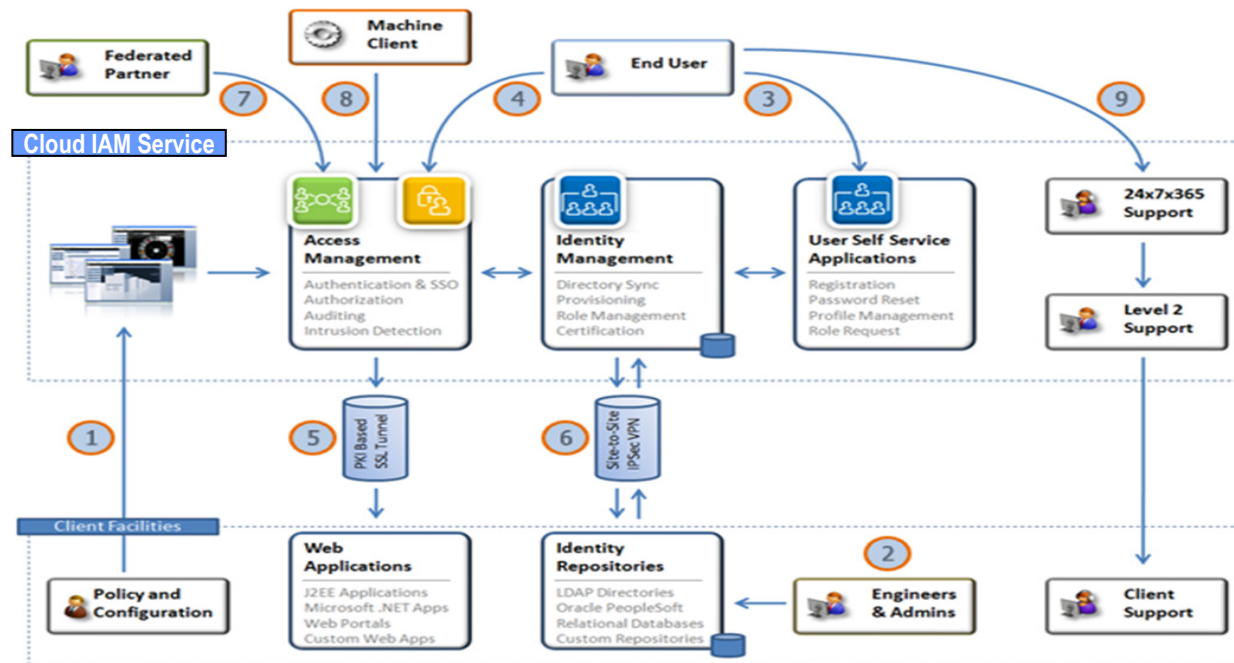 Federated
Partner
Machine
Client
End User
7
8
4
3
9
Cloud IAM Service
Access
Management
Authentication & SSO
Authorization
Auditing
Intrusion Detection
Identity
Management
Directory Sync
Provisioning
Role Management
Certification
User Self Service
Applications
Registration
Password Reset
Profile Management
Role Request
24x7x365
Support
Level 2
Support
1
5
PKI Based
SSL Tunnel
6
Site-to-Site
IPSec VPN
Client Facilities
Policy and
Configuration
Web
Applications
J2EE Applications
Microsoft .NET Apps
Web Portals
Custom Web Apps
Identity
Repositories
LDAP Directories
Oracle PeopleSoft
Relational Databases
Custom Repositories
2
Engineers
& Admins
Client
Support